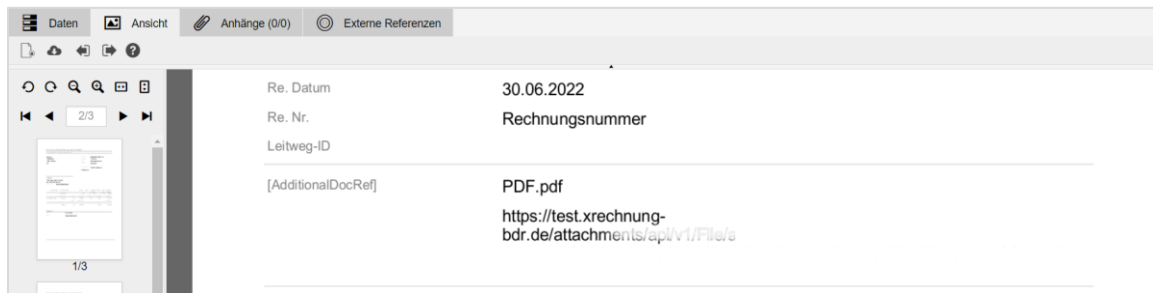 Daten Ansicht Anhänge (0/0) Externe Referenzen
2/3
1/3
Re. Datum 30.06.2022
Re. Nr. Rechnungsnummer
Leitweg-ID
[AdditionalDocRef] PDF.pdf
https://test.xrechnung-
bdr.de/attachments/api/v1/File/